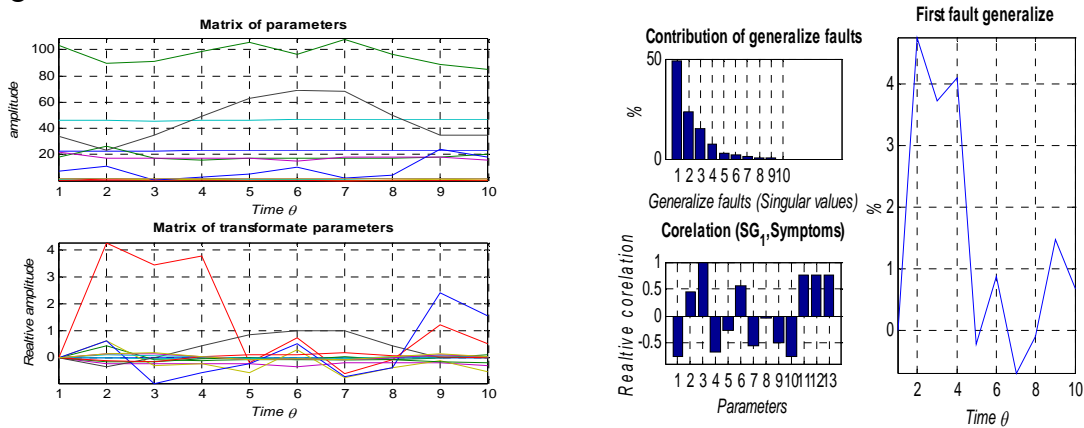 Matrix of parameters
100
80
60
40
20
amplitude
1 2 3 4 5 6 7 8 9 10
Time θ
Matrix of transformate parameters
4
3
2
1
0
Realtive amplitude
1 2 3 4 5 6 7 8 9 10
Time θ
Contribution of generalize faults
50
%
0
1 2 3 4 5 6 7 8 9 10
Generalize faults (Singular values)
Corelation (SG1,Symptoms)
1
0.5
0
-0.5
Realtive corelation
1 2 3 4 5 6 7 8 9 10 11 12 13
Parameters
First fault generalize
4
3
2
1
0
%
2 4 6 8 10
Time θ